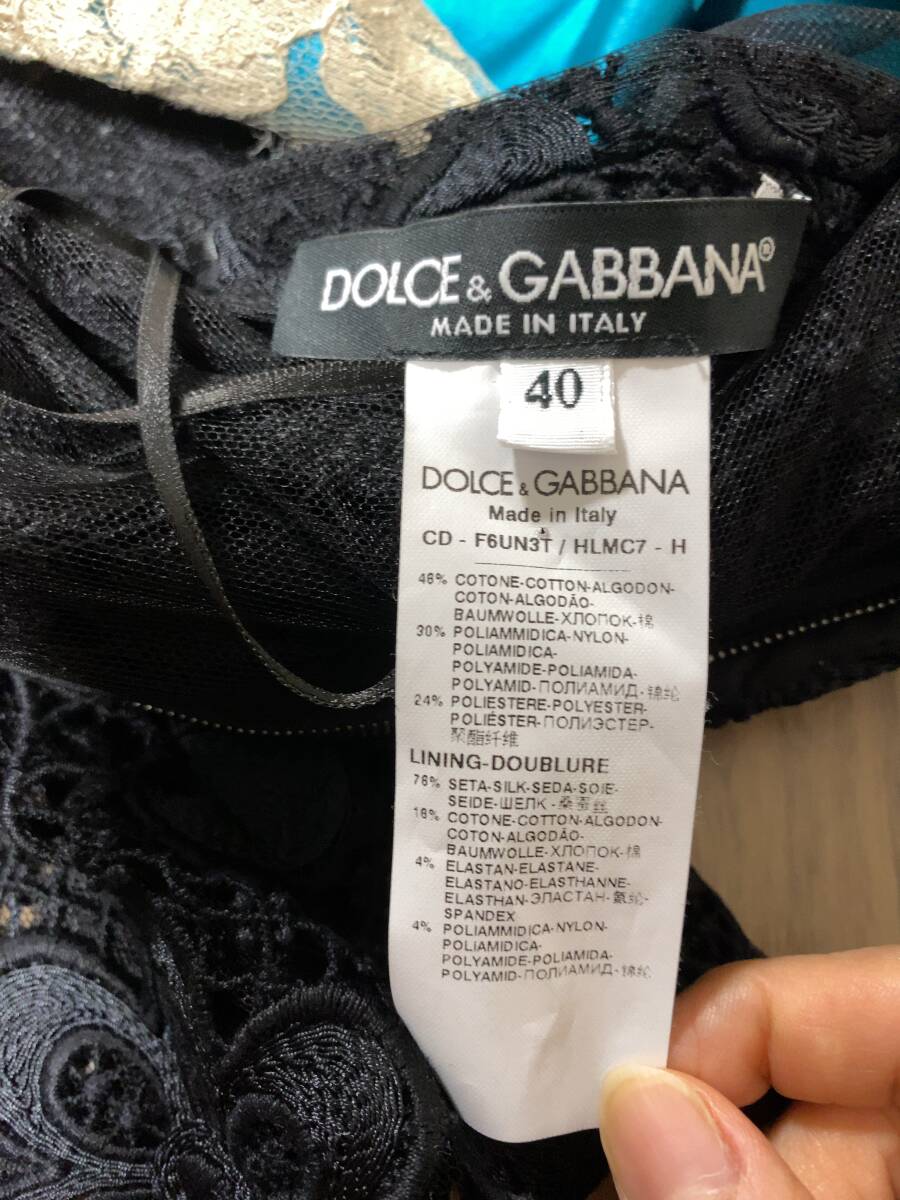 DOLCE & GABBANA®
MADE IN ITALY
40
DOLCE & GABBANA
Made in Italy
CD - F6UN3T / HLMC7 - H
46% COTONE-COTTON-ALGODON-
COTON-ALGODÃO-
BAUMWOLLE-ХЛОПОК-棉
30% POLIAMMIDICA-NYLON-
POLIAMIDICA-
POLYAMIDE-POLIAMIDA-
POLYAMID-ПОЛИАМИД-锦纶
24% POLIESTERE-POLYESTER-
POLIÉSTER-ПОЛИЭСТЕР-
聚酯纤维
LINING-DOUBLURE
76% SETA-SILK-SEDA-SOIE-
SEIDE-ШЕЛК-桑蚕丝
16% COTONE-COTTON-ALGODON-
COTON-ALGODÃO-
BAUMWOLLE-ХЛОПОК-棉
4% ELASTAN-ELASTANE-
ELASTANO-ELASTHANNE-
ELASTHAN-ЭЛАСТАН-氨纶-
SPANDEX
4% POLIAMMIDICA-NYLON-
POLIAMIDICA-
POLYAMIDE-POLIAMIDA-
POLYAMID-ПОЛИАМИД-锦纶